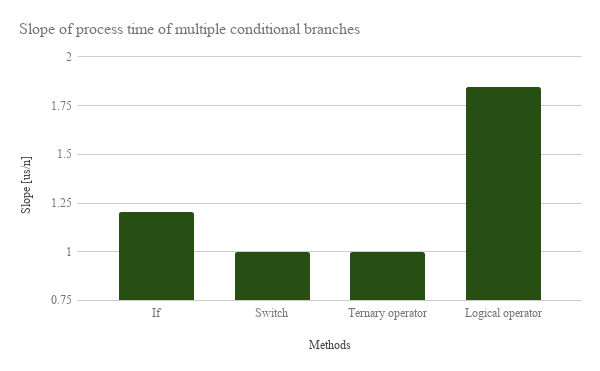 Slope of process time of multiple conditional branches
2
1.75
1.5
1.25
1
0.75
Slope [us/n]
If Switch Ternary operator Logical operator
Methods